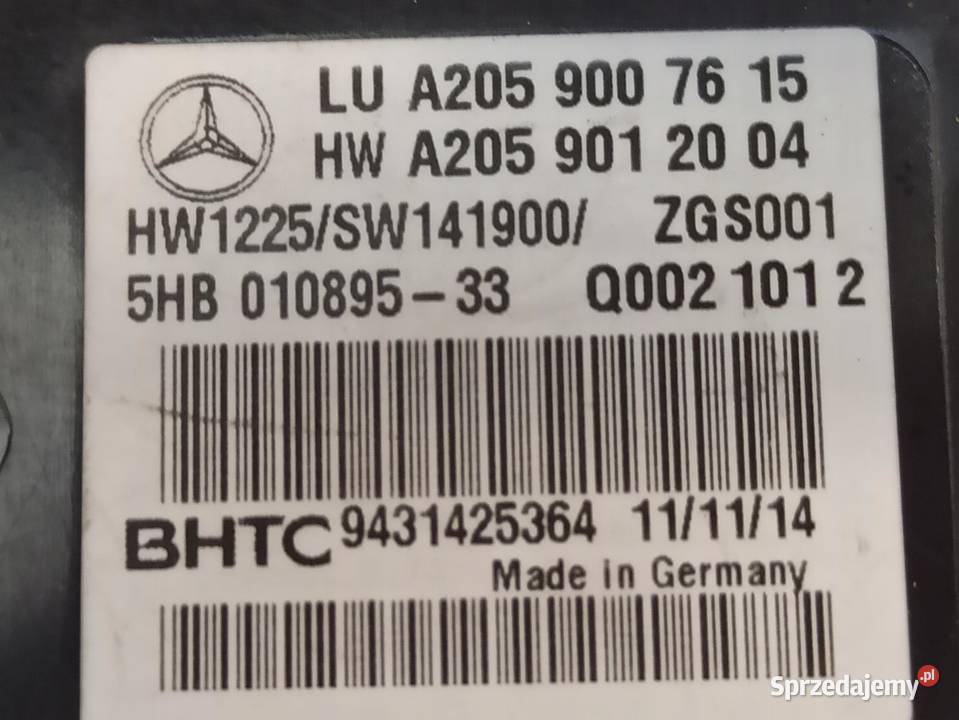 LU A205 900 76 15
HW A205 901 20 04
HW1225/SW141900/ ZGS001
5HB 010895-33 Q002 101 2
BHTC 9431425364 11/11/14
Made in Germany
Sprzedajemy.pl